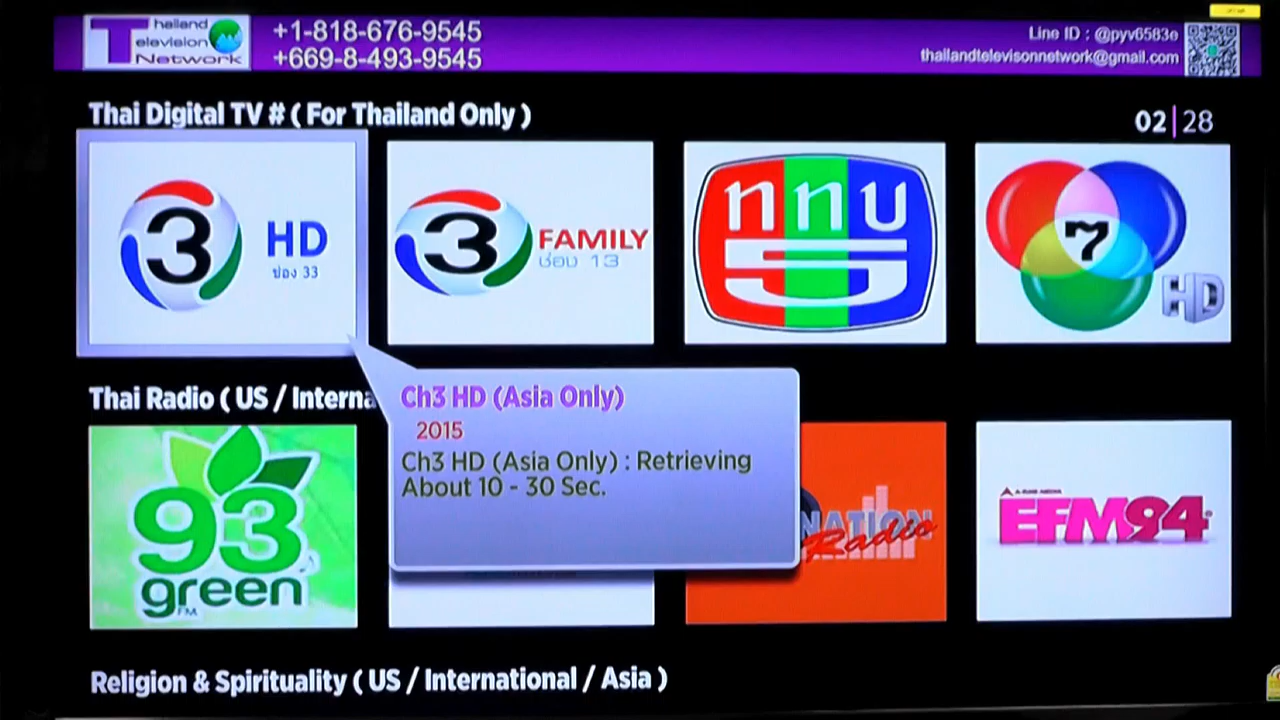 Thailand
Television
Network
+1-818-676-9545
+669-8-493-9545
Line ID : @pyv6583e
thailandtelevisonnetwork@gmail.com
Thai Digital TV # ( For Thailand Only )
02|28
3 HD
ช่อง 33
3 FAMILY
ช่อง 13
ททบ
5
7
HD
Thai Radio ( US / Interna
Ch3 HD (Asia Only)
2015
Ch3 HD (Asia Only) : Retrieving
About 10 - 30 Sec.
93
green
FM
NATION
Radio
A-TIME MEDIA
EFM94
Religion & Spirituality ( US / International / Asia )